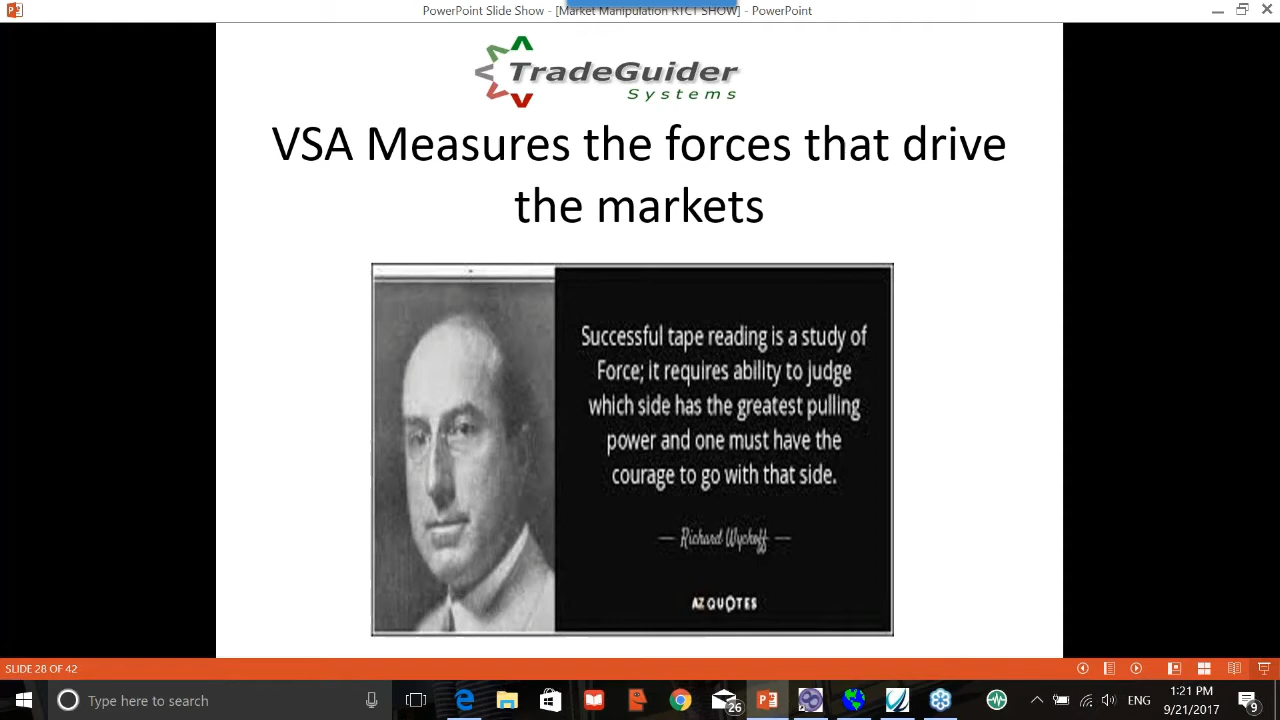 PowerPoint Slide Show - [Market Manipulation RTCT SHOW] - PowerPoint
TradeGuider
Systems
VSA Measures the forces that drive
the markets
Successful tape reading is a study of
Force; it requires ability to judge
which side has the greatest pulling
power and one must have the
courage to go with that side.
— Richard Wyckoff —
AZ QUOTES
SLIDE 28 OF 42
Type here to search
26
ENG
:21 PM
9/21/2017
9